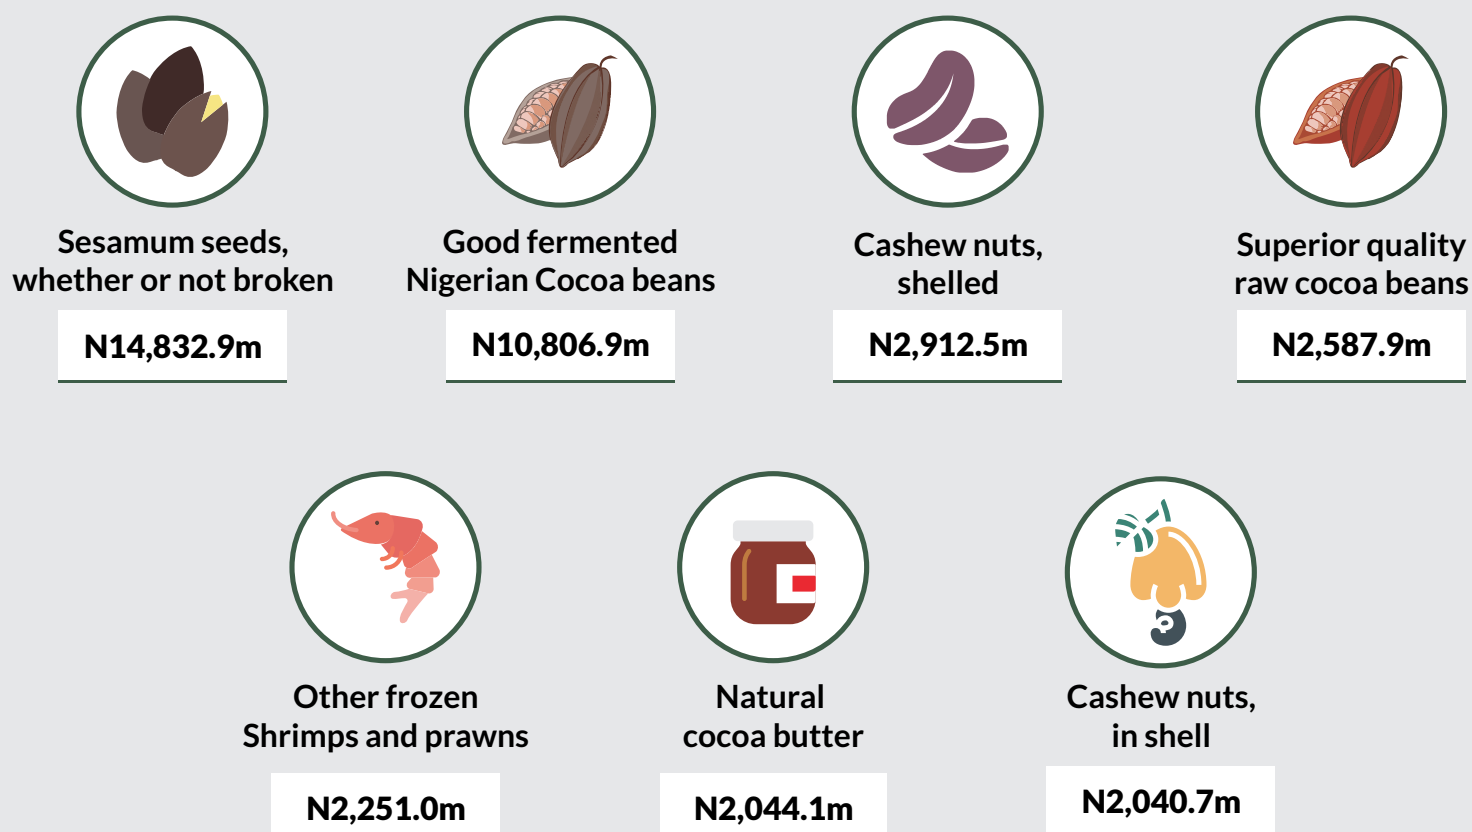 Sesamum seeds,
whether or not broken
N14,832.9m
Good fermented
Nigerian Cocoa beans
N10,806.9m
Cashew nuts,
shelled
N2,912.5m
Superior quality
raw cocoa beans
N2,587.9m
Other frozen
Shrimps and prawns
N2,251.0m
Natural
cocoa butter
N2,044.1m
Cashew nuts,
in shell
N2,040.7m